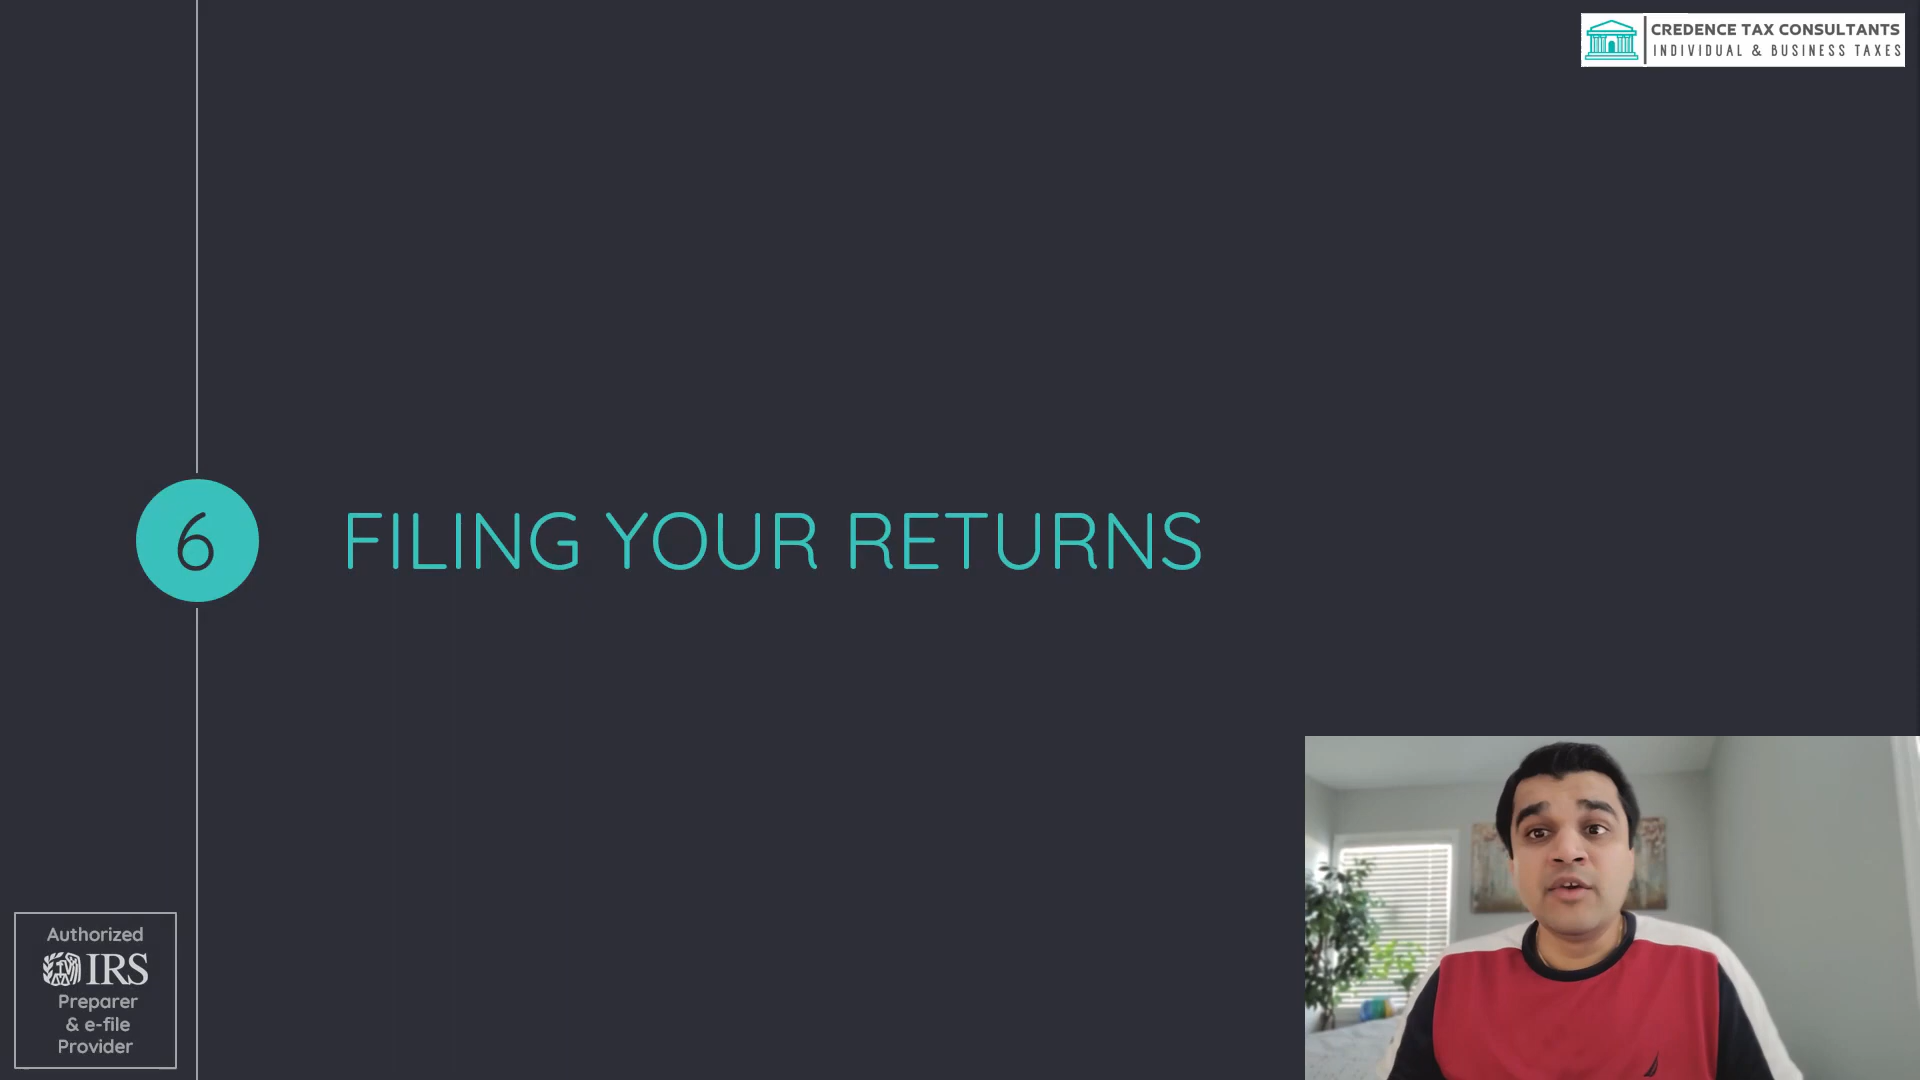 CREDENCE TAX CONSULTANTS
INDIVIDUAL & BUSINESS TAXES
6
FILING YOUR RETURNS
Authorized
IRS
Preparer
& e-file
Provider